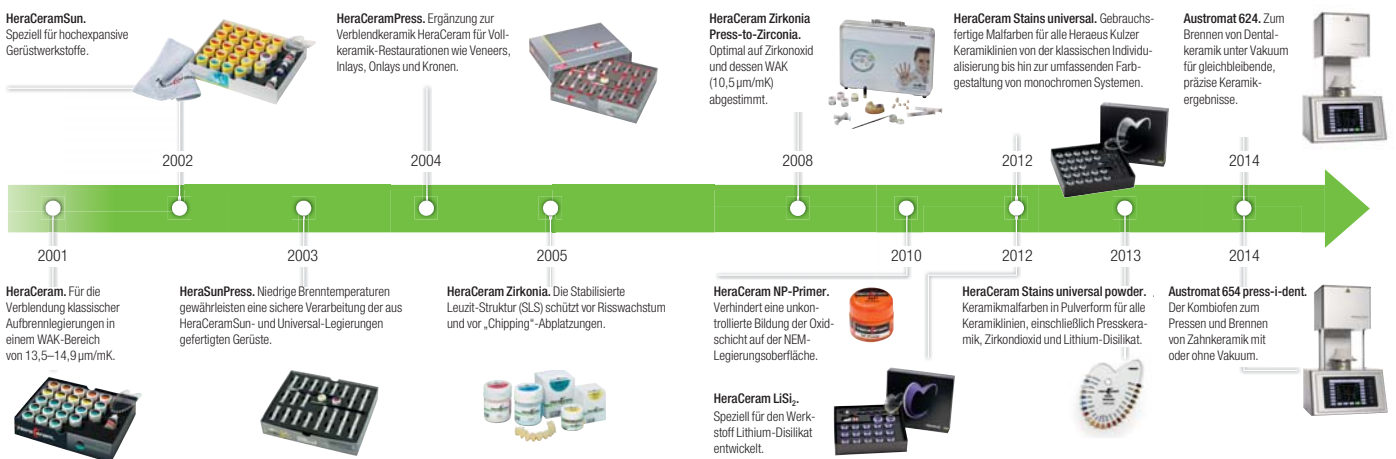 HeraCeramSun.
Speziell für hochexpansive
Gerüstwerkstoffe.
HeraCeramPress. Ergänzung zur
Verblendkeramik HeraCeram für Voll-
keramik-Restaurationen wie Veneers,
Inlays, Onlays und Kronen.
HeraCeram Zirkonia
Press-to-Zirconia.
Optimal auf Zirkonoxid
und dessen WAK
(10,5 µm/mK)
abgestimmt.
HeraCeram Stains universal. Gebrauchs-
fertige Malfarben für alle Heraeus Kulzer
Keramiklinien von der klassischen Individu-
alisierung bis hin zur umfassenden Farb-
gestaltung von monochromen Systemen.
Austromat 624. Zum
Brennen von Dental-
keramik unter Vakuum
für gleichbleibende,
präzise Keramik-
ergebnisse.
2002
2004
2008
2012
2014
2001
2003
2005
2010
2012
2013
2014
HeraCeram. Für die
Verblendung klassischer
Aufbrennlegierungen in
einem WAK-Bereich
von 13,5–14,9 µm/mK.
HeraSunPress. Niedrige Brenntemperaturen
gewährleisten eine sichere Verarbeitung der aus
HeraCeramSun- und Universal-Legierungen
gefertigten Gerüste.
HeraCeram Zirkonia. Die Stabilisierte
Leuzit-Struktur (SLS) schützt vor Risswachstum
und vor „Chipping“-Abplatzungen.
HeraCeram NP-Primer.
Verhindert eine unkon-
trollierte Bildung der Oxid-
schicht auf der NEM-
Legierungsoberfläche.
HeraCeram LiSi₂.
Speziell für den Werk-
stoff Lithium-Disilikat
entwickelt.
HeraCeram Stains universal powder.
Keramikmalfarben in Pulverform für alle
Keramiklinien, einschließlich Presskera-
mik, Zirkondioxid und Lithium-Disilikat.
Austromat 654 press-i-dent.
Der Kombiofen zum
Pressen und Brennen
von Zahnkeramik mit
oder ohne Vakuum.